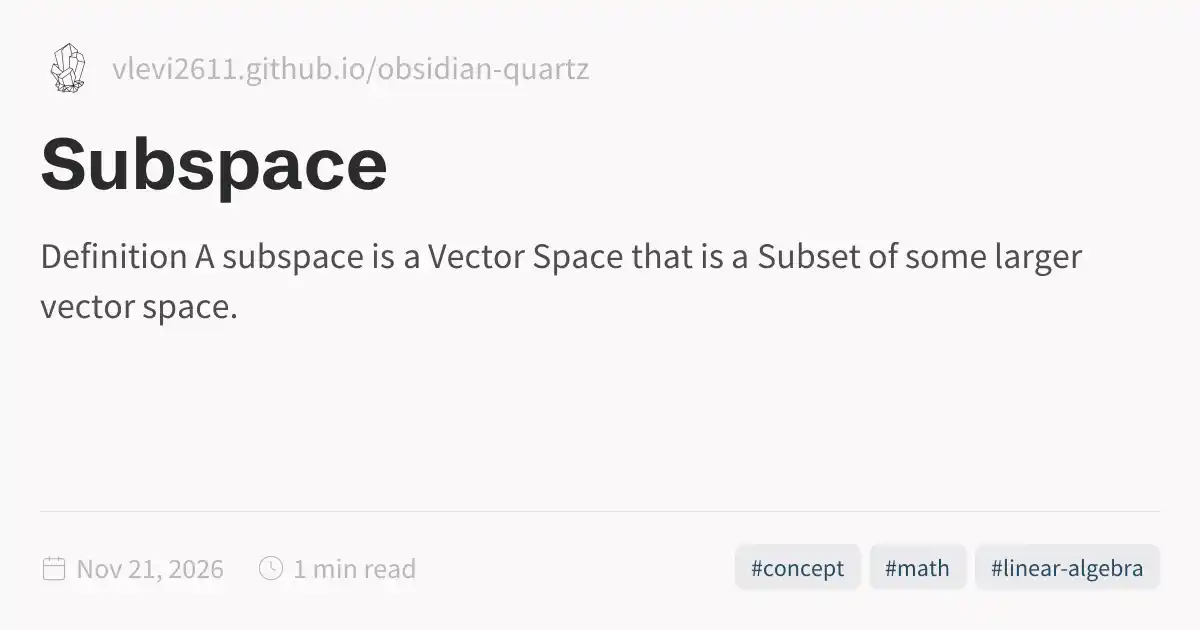 vlevi2611.github.io/obsidian-quartz
Subspace
Definition A subspace is a Vector Space that is a Subset of some larger
vector space.
Nov 21, 2026 1 min read #concept #math #linear-algebra